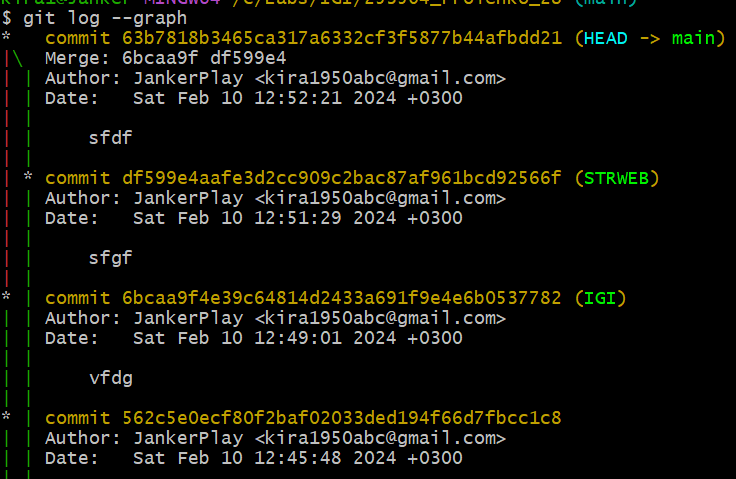 $ git log --graph
*   commit 63b7818b3465ca317a6332cf3f5877b44afbdd21 (HEAD -> main)
|\  Merge: 6bcaa9f df599e4
| | Author: JankerPlay <kira1950abc@gmail.com>
| | Date:   Sat Feb 10 12:52:21 2024 +0300
| |
| |     sfdf
| |
| * commit df599e4aafe3d2cc909c2bac87af961bcd92566f (STRWEB)
| | Author: JankerPlay <kira1950abc@gmail.com>
| | Date:   Sat Feb 10 12:51:29 2024 +0300
| |
| |     sfgf
| |
* | commit 6bcaa9f4e39c64814d2433a691f9e4e6b0537782 (IGI)
| | Author: JankerPlay <kira1950abc@gmail.com>
| | Date:   Sat Feb 10 12:49:01 2024 +0300
| |
| |     vfdg
| |
* | commit 562c5e0ecf80f2baf02033ded194f66d7fbcc1c8
| | Author: JankerPlay <kira1950abc@gmail.com>
| | Date:   Sat Feb 10 12:45:48 2024 +0300
| |